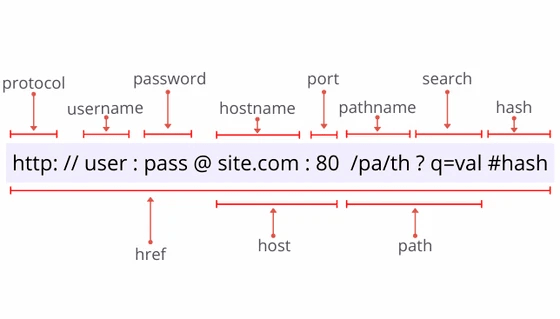 protocol
password
port
search
username
hostname
pathname
hash
http: // user : pass @ site.com : 80 /pa/th ? q=val #hash
href
host
path